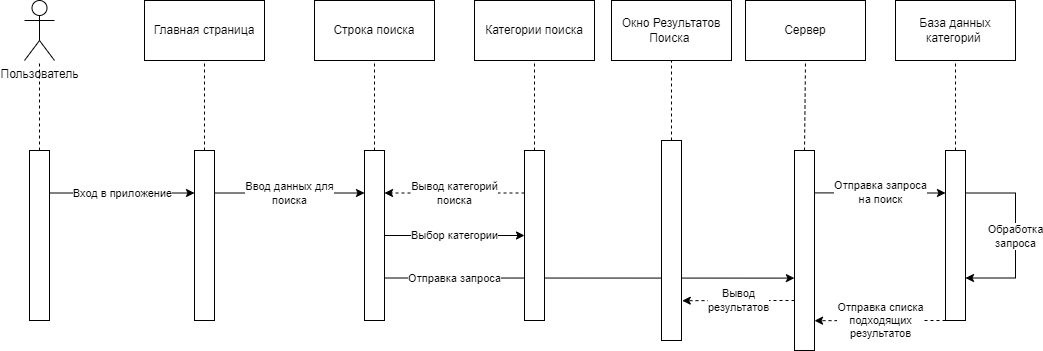 Пользователь
Главная страница
Строка поиска
Категории поиска
Окно Результатов
Поиска
Сервер
База данных
категорий
Вход в приложение
Ввод данных для
поиска
Вывод категорий
поиска
Отправка запроса
на поиск
Выбор категории
Обработка
запроса
Отправка запроса
Вывод
результатов
Отправка списка
подходящих
результатов